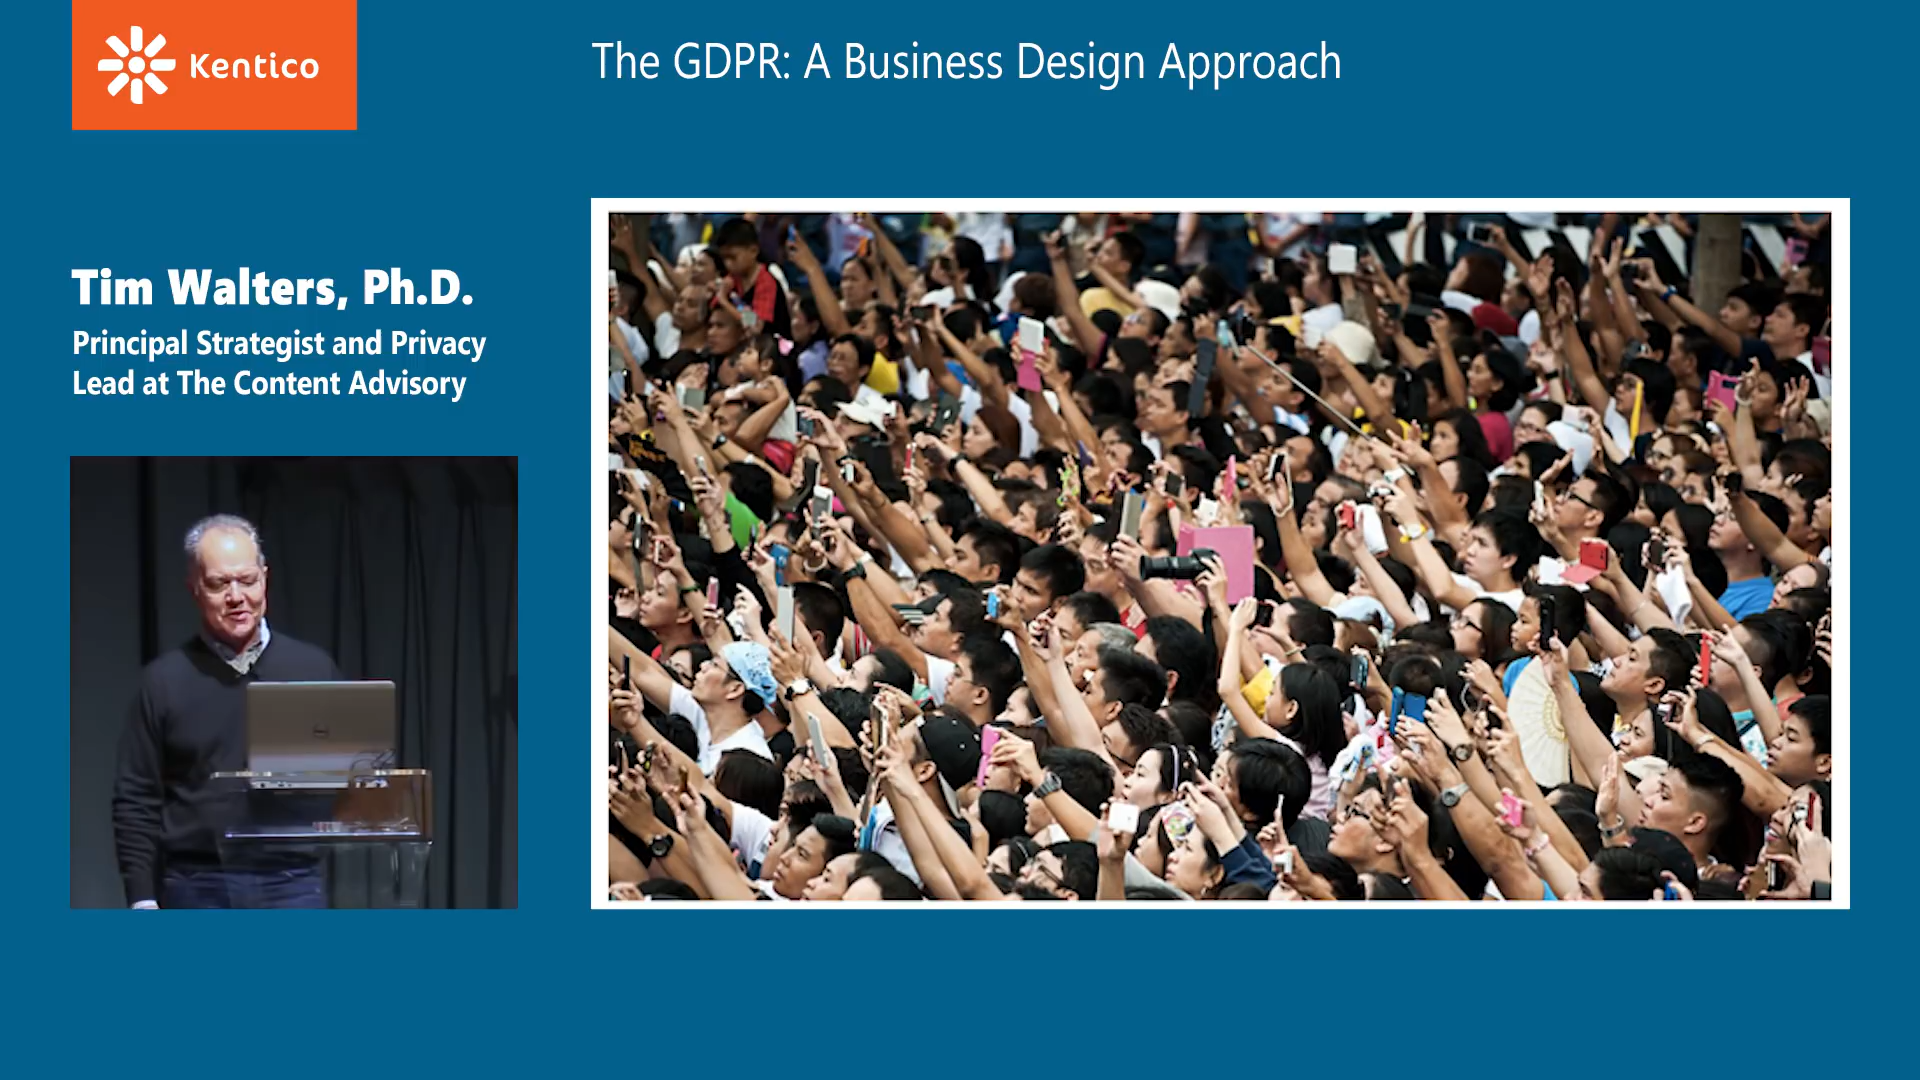 Kentico
The GDPR: A Business Design Approach
Tim Walters, Ph.D.
Principal Strategist and Privacy
Lead at The Content Advisory